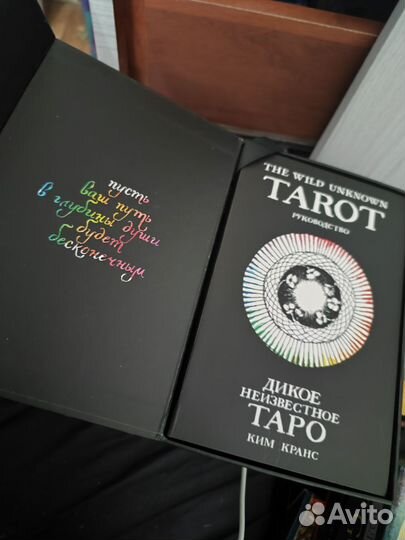 пусть
ваш путь
в глубины души
будет
бесконечным
THE WILD UNKNOWN
TAROT
РУКОВОДСТВО
ДИКОЕ
НЕИЗВЕСТНОЕ
ТАРО
КИМ КРАНС
Avito